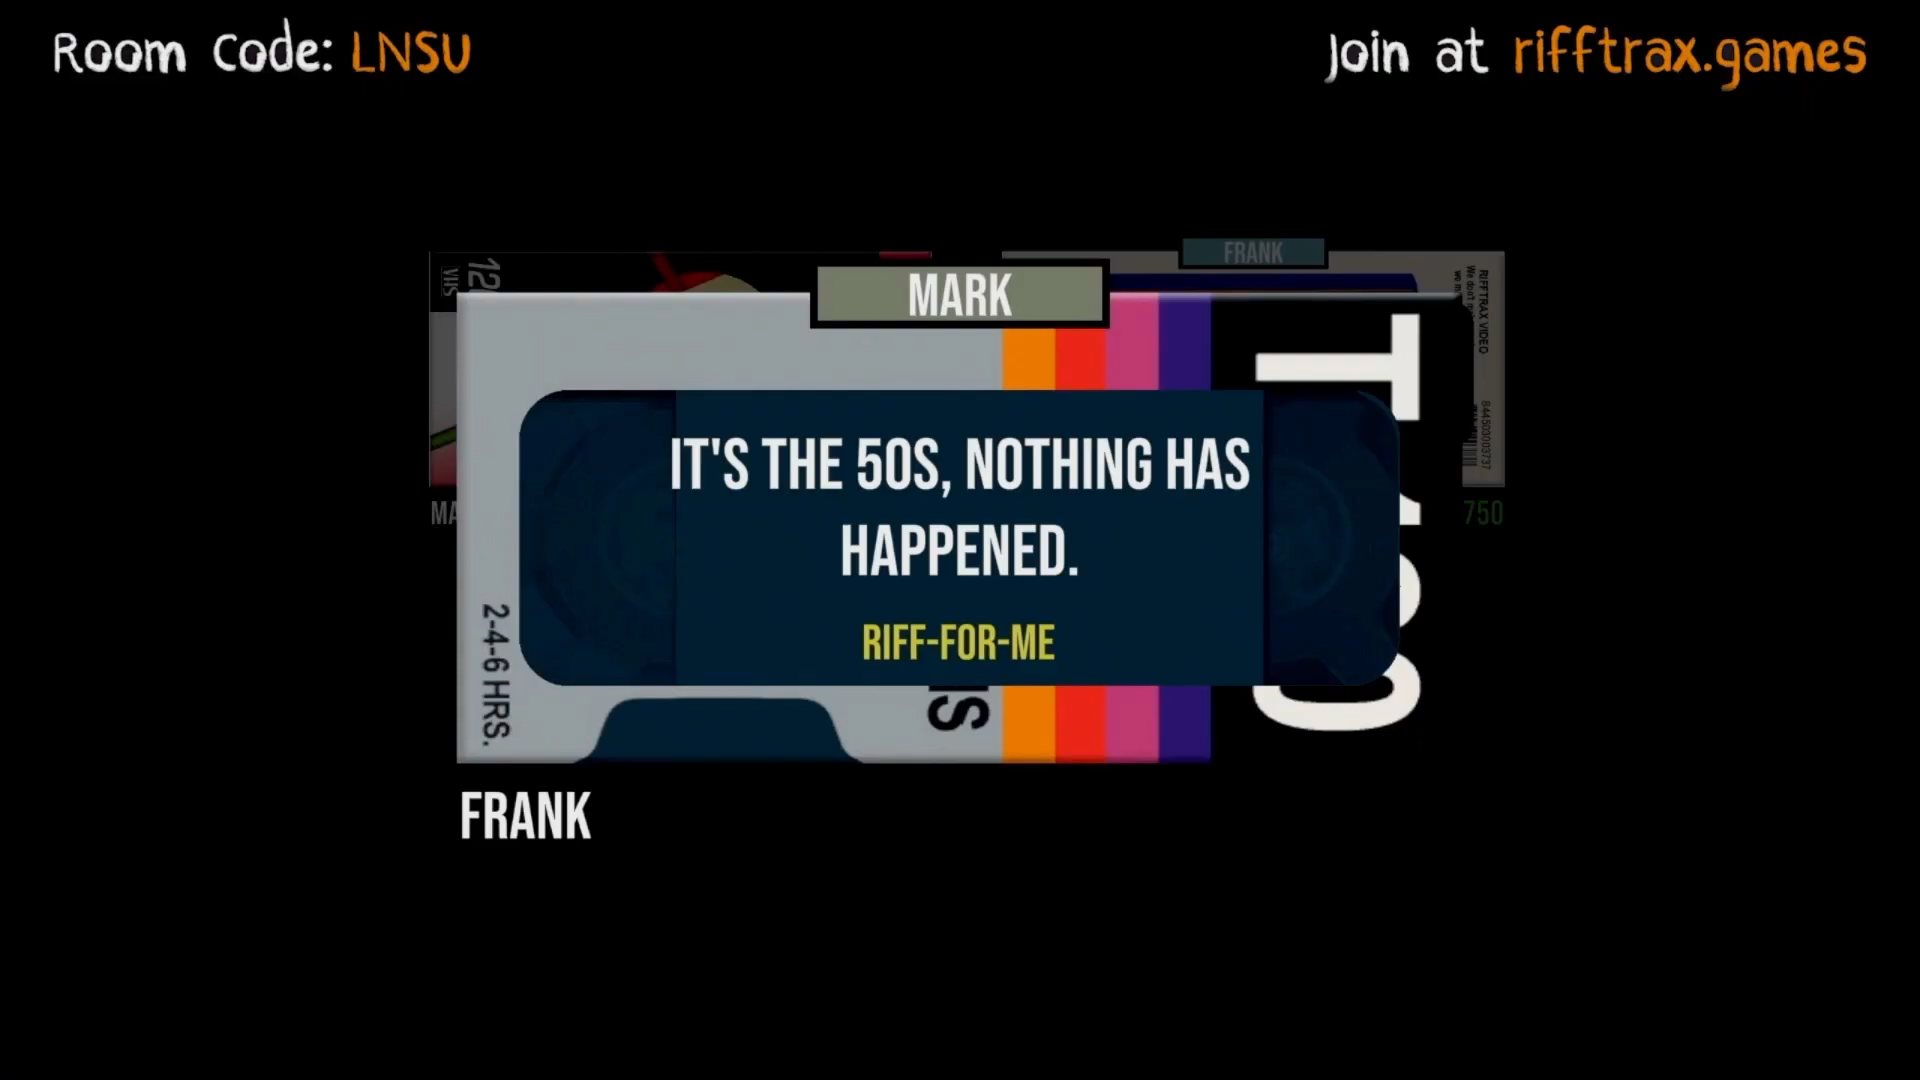 Room Code: LNSU
Join at rifftrax.games
FRANK
MARK
VHS
RIFFTRAX VIDEO
IT'S THE 50S, NOTHING HAS
HAPPENED.
RIFF-FOR-ME
2-4-6 HRS.
750
FRANK